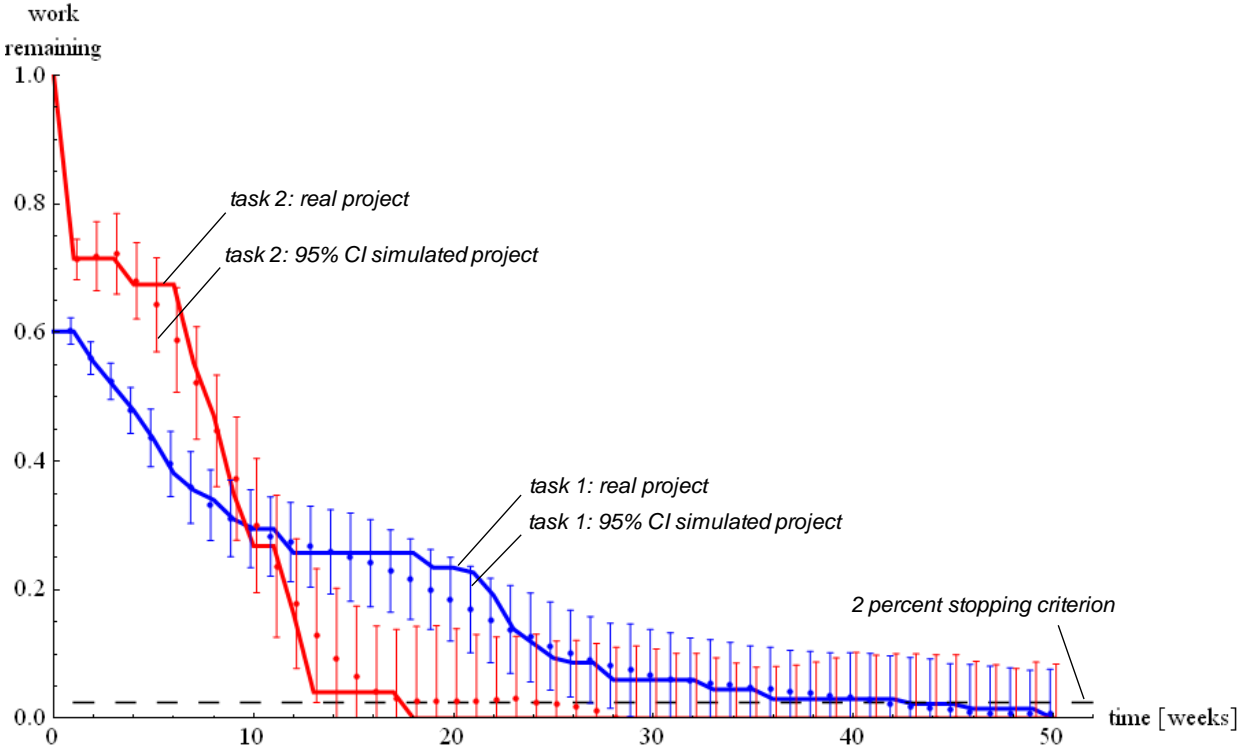 work
remaining
1.0
0.8
task 2: real project
task 2: 95% CI simulated project
0.6
0.4
task 1: real project
task 1: 95% CI simulated project
0.2
2 percent stopping criterion
0.0
time [weeks]
0 10 20 30 40 50